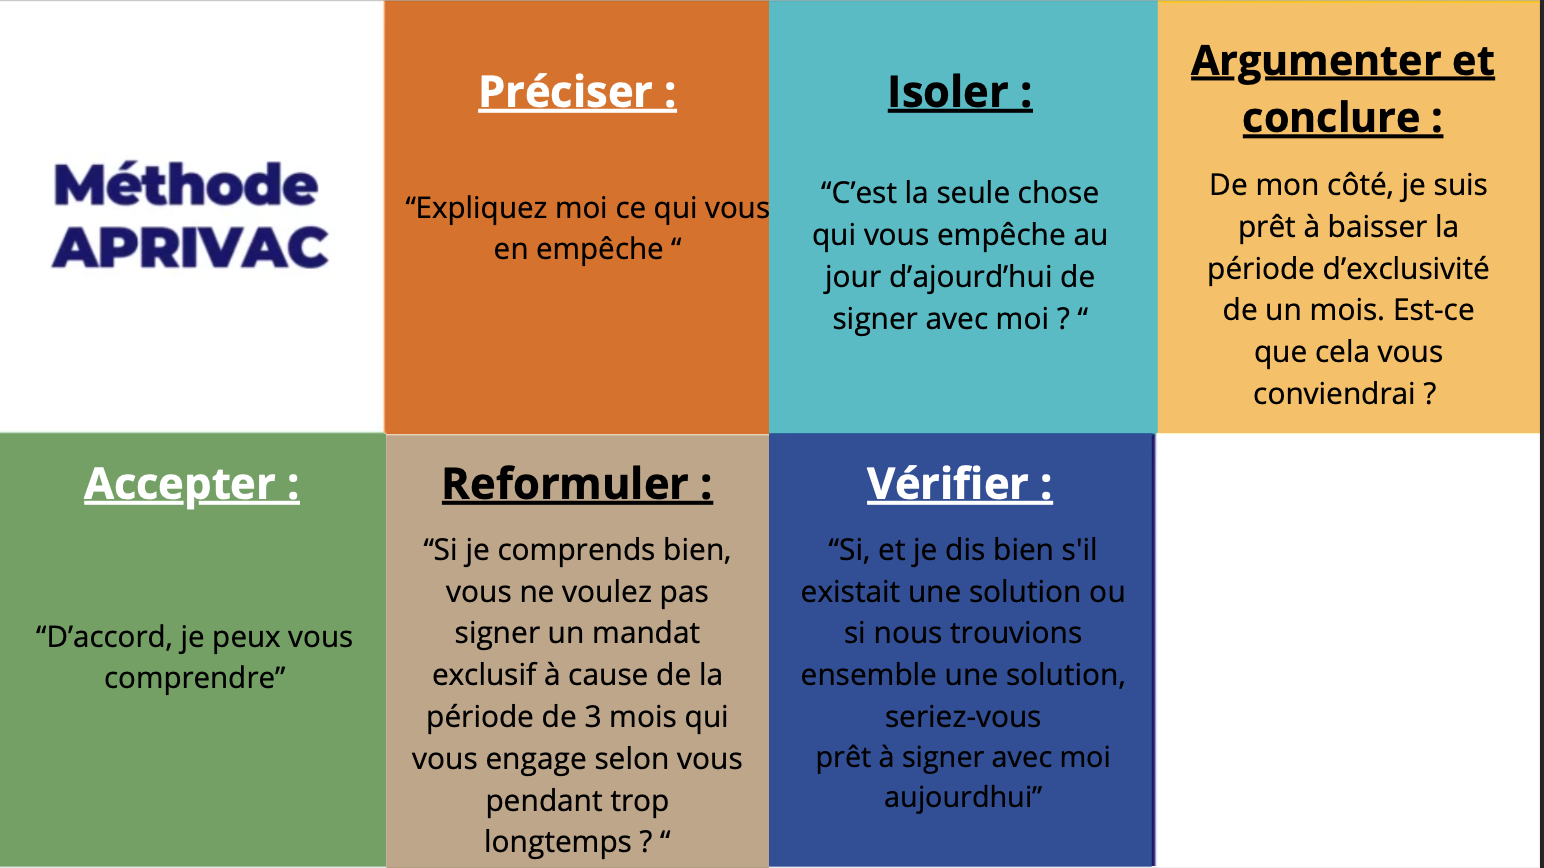 Méthode
APRIVAC
Préciser :
“Expliquez moi ce qui vous
en empêche “
Isoler :
“C’est la seule chose
qui vous empêche au
jour d’ajourd’hui de
signer avec moi ? “
Argumenter et
conclure :
De mon côté, je suis
prêt à baisser la
période d’exclusivité
de un mois. Est-ce
que cela vous
conviendrai ?
Accepter :
“D’accord, je peux vous
comprendre”
Reformuler :
“Si je comprends bien,
vous ne voulez pas
signer un mandat
exclusif à cause de la
période de 3 mois qui
vous engage selon vous
pendant trop
longtemps ? “
Vérifier :
“Si, et je dis bien s'il
existait une solution ou
si nous trouvions
ensemble une solution,
seriez-vous
prêt à signer avec moi
aujourdhui”